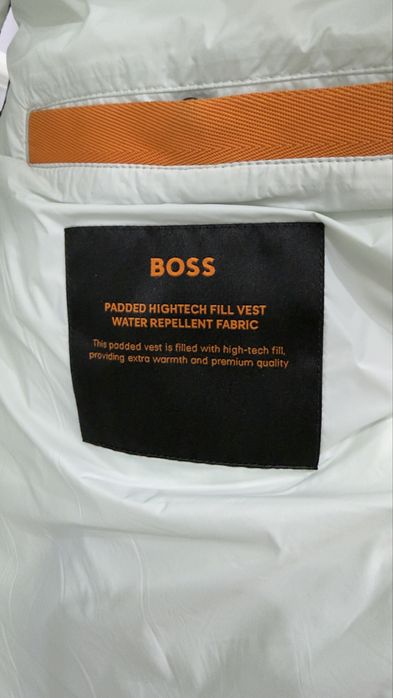 BOSS
PADDED HIGHTECH FILL VEST
WATER REPELLENT FABRIC
This padded vest is filled with high-tech fill,
providing extra warmth and premium quality